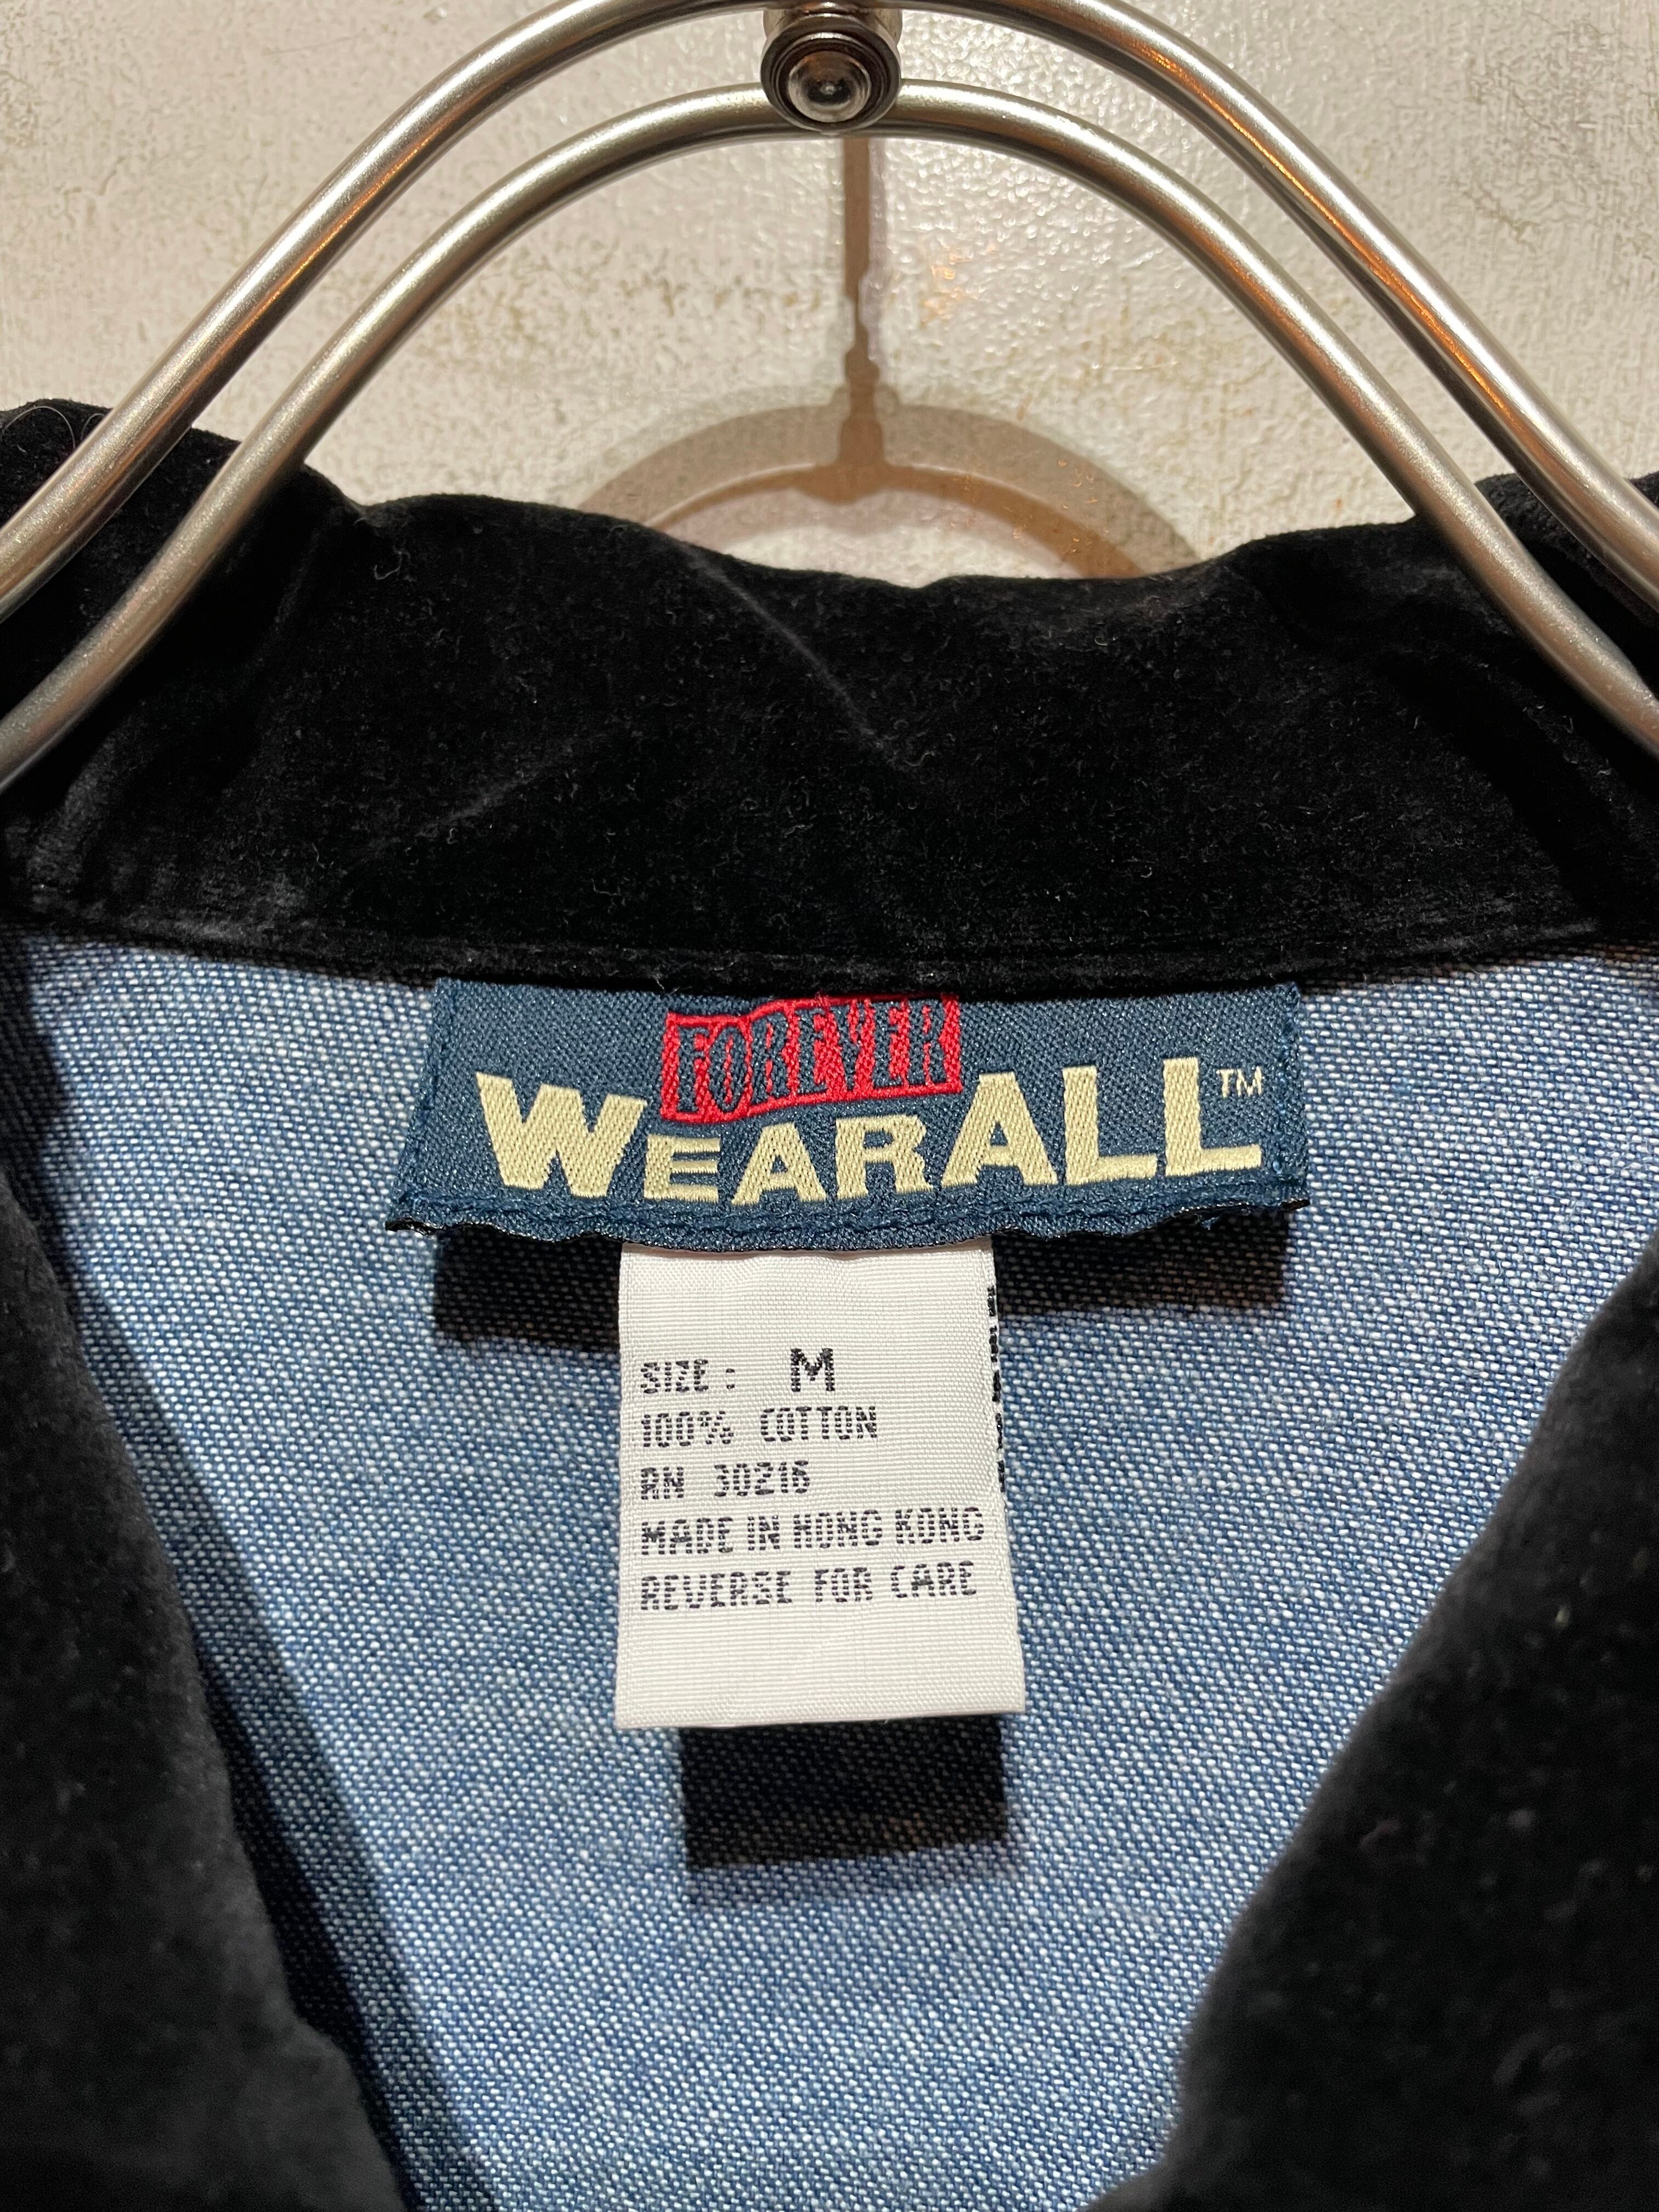 FOREVER
WEARALL™
SIZE : M
100% COTTON
RN 30216
MADE IN HONG KONG
REVERSE FOR CARE